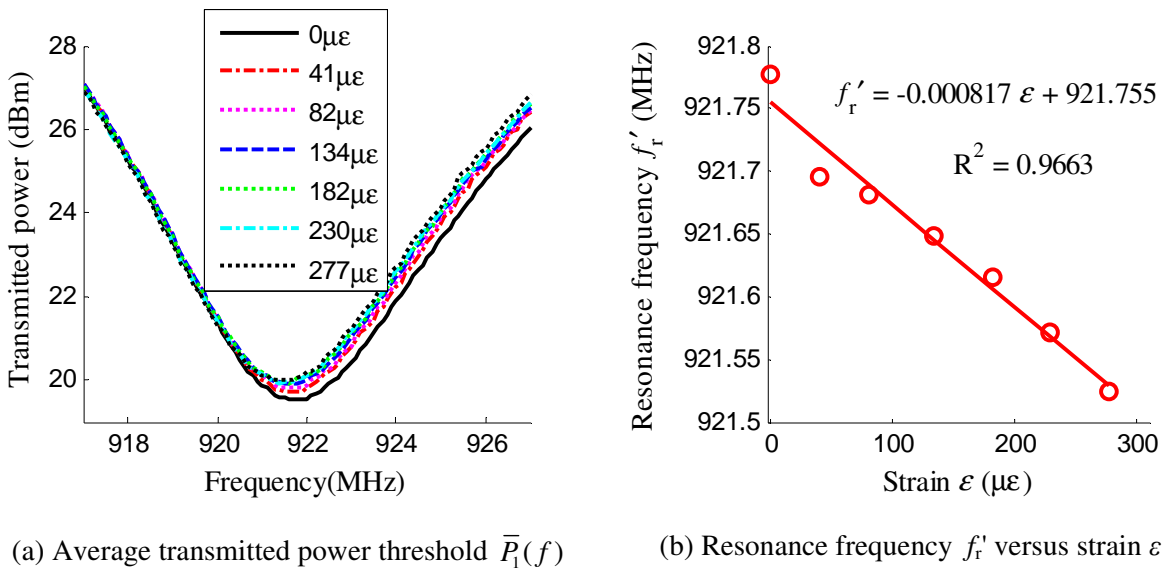 28
26
24
22
20
Transmitted power (dBm)
918 920 922 924 926
Frequency(MHz)
0με
41με
82με
134με
182με
230με
277με
(a) Average transmitted power threshold P̅₁(f)
921.8
921.75
921.7
921.65
921.6
921.55
921.5
Resonance frequency fᵣ′ (MHz)
fᵣ′ = -0.000817 ε + 921.755
R² = 0.9663
0 100 200 300
Strain ε (με)
(b) Resonance frequency fᵣ' versus strain ε